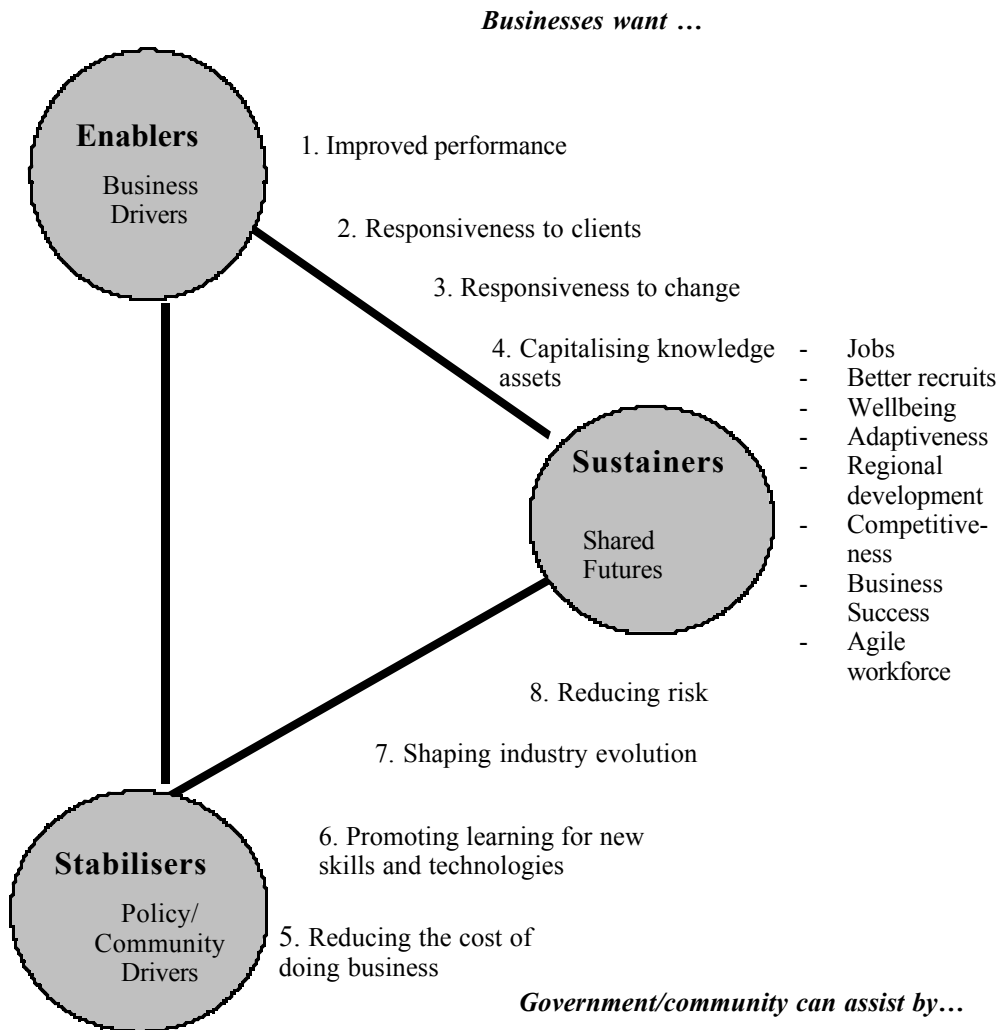 Businesses want …
Enablers
Business
Drivers
1. Improved performance
2. Responsiveness to clients
3. Responsiveness to change
4. Capitalising knowledge
assets
- Jobs
- Better recruits
- Wellbeing
- Adaptiveness
- Regional
development
- Competitive-
ness
- Business
Success
- Agile
workforce
Sustainers
Shared
Futures
8. Reducing risk
7. Shaping industry evolution
6. Promoting learning for new
skills and technologies
Stabilisers
Policy/
Community
Drivers
5. Reducing the cost of
doing business
Government/community can assist by…